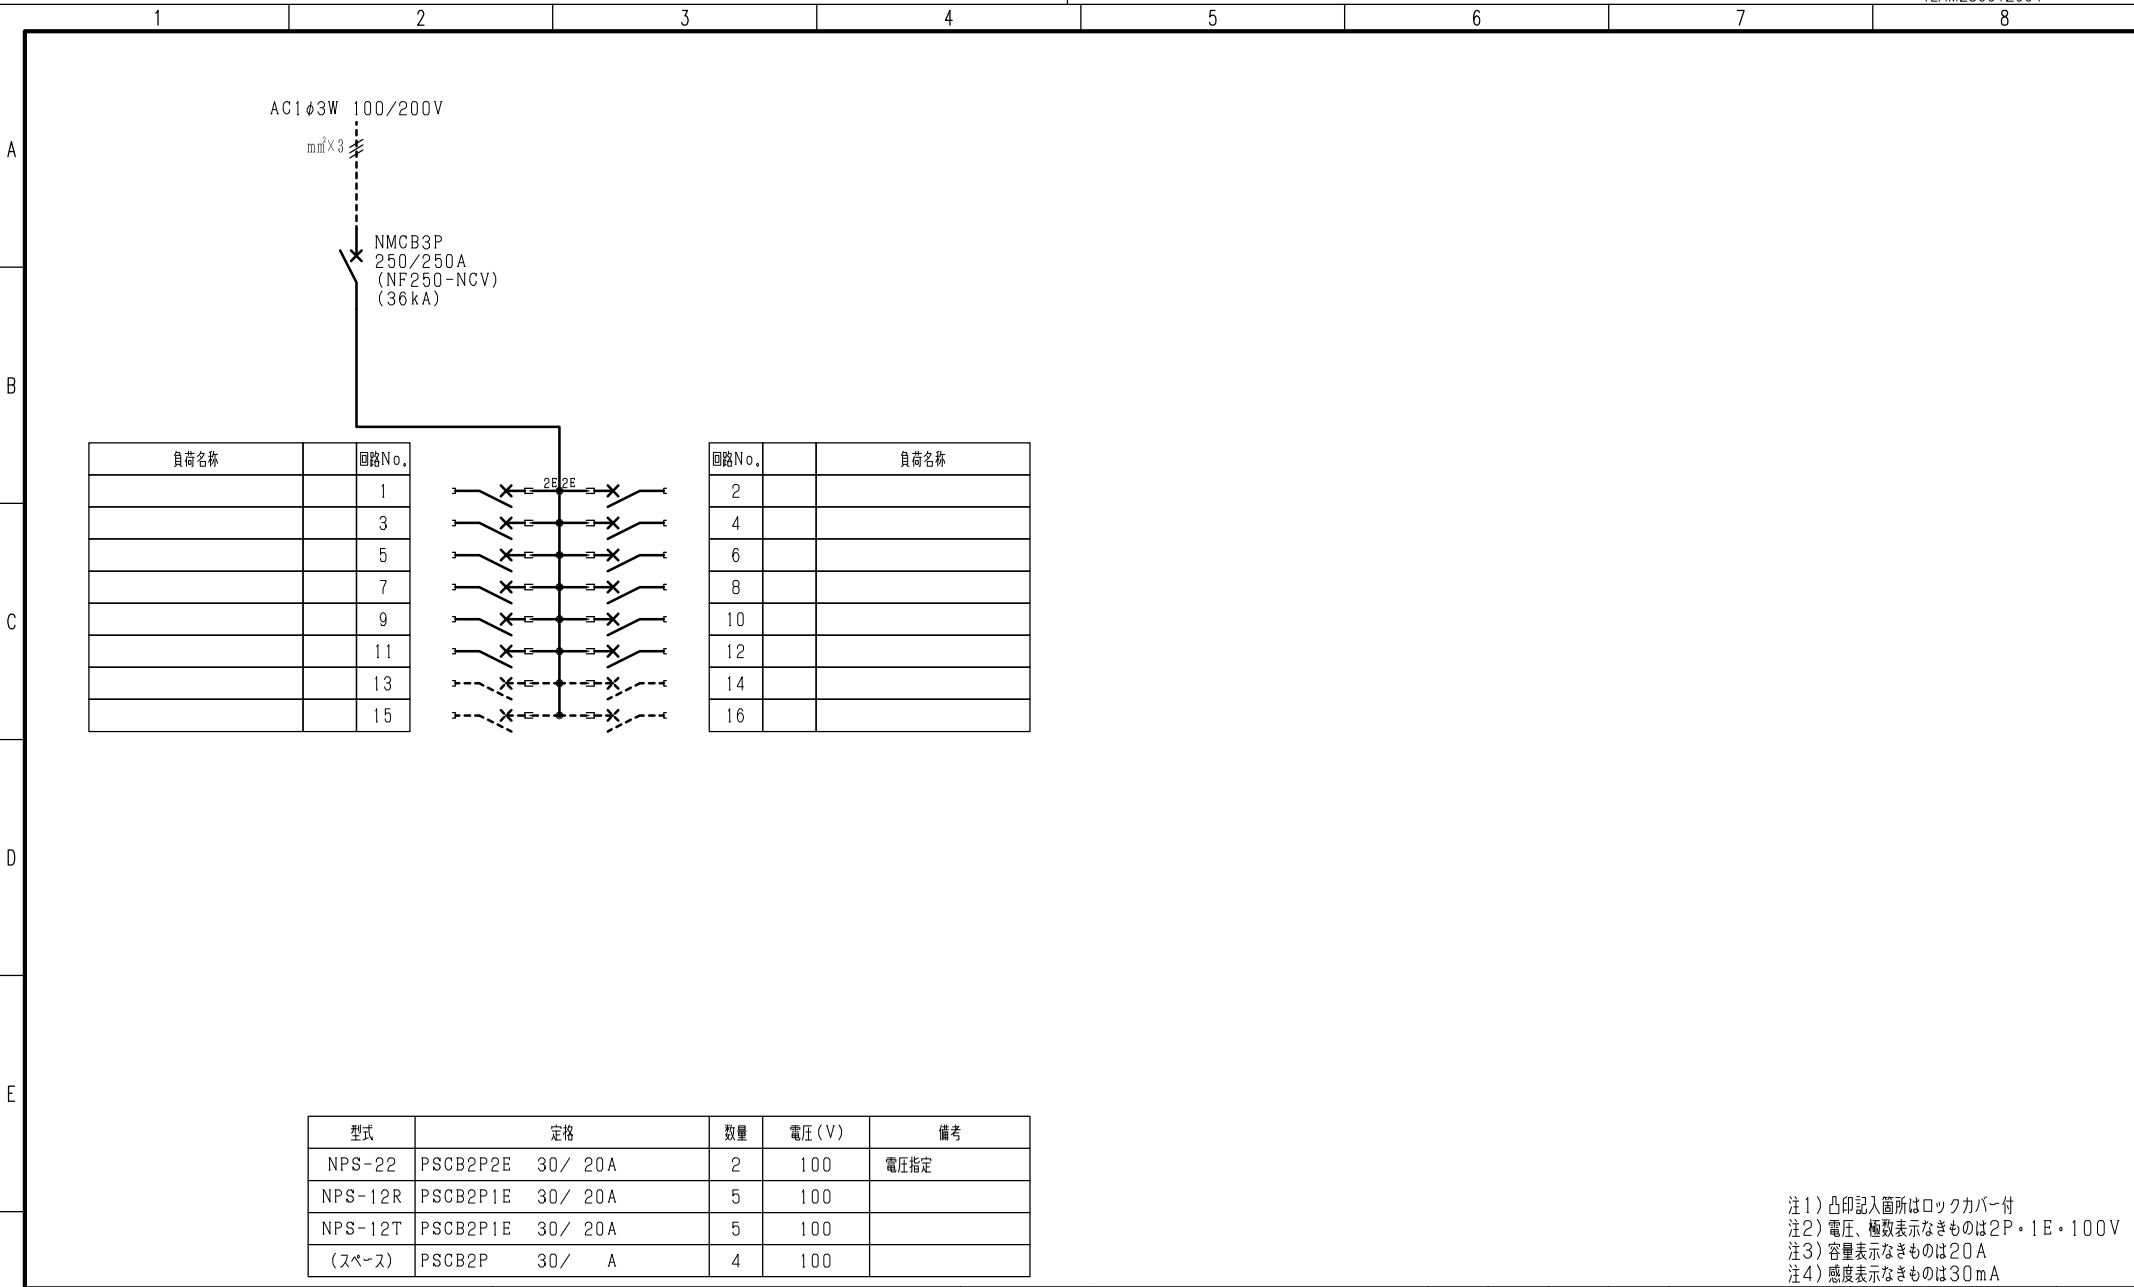 1 2 3 4 5 6 7 8
A
B
C
D
E
AC1φ3W 100/200V
mm²×3
NMCB3P
250/250A
(NF250-NCV)
(36kA)
負荷名称 回路No. 回路No. 負荷名称
2E 2E
1 2
3 4
5 6
7 8
9 10
11 12
13 14
15 16
型式 定格 数量 電圧(V) 備考
NPS-22 PSCB2P2E 30/ 20A 2 100 電圧指定
NPS-12R PSCB2P1E 30/ 20A 5 100
NPS-12T PSCB2P1E 30/ 20A 5 100
(スペース) PSCB2P 30/ A 4 100
注1)凸印記入箇所はロックカバー付
注2)電圧、極数表示なきものは2P・1E・100V
注3)容量表示なきものは20A
注4)感度表示なきものは30mA